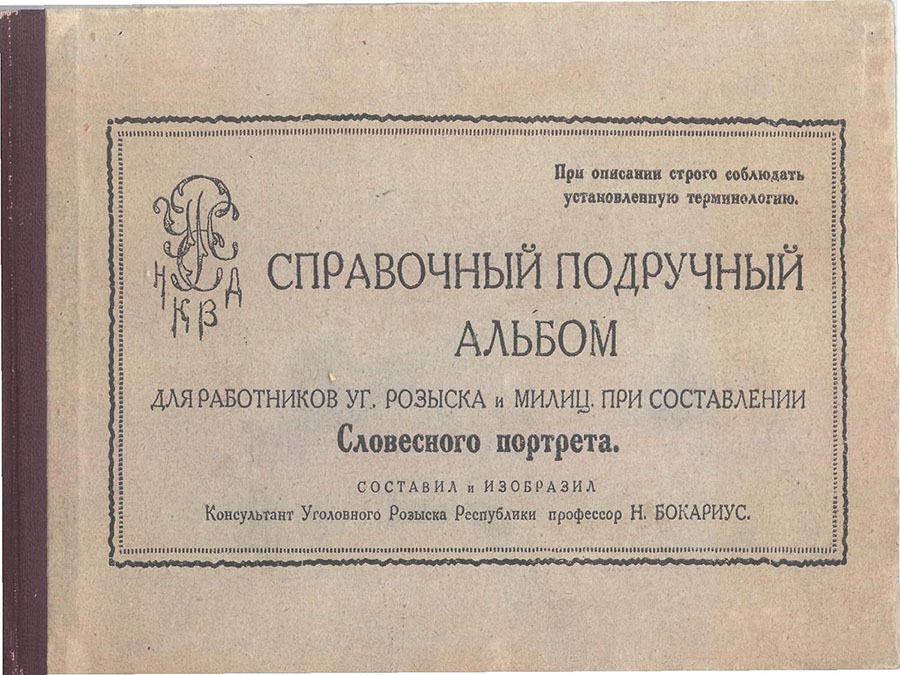 При описании строго соблюдать
установленную терминологию.
НКВД
СПРАВОЧНЫЙ ПОДРУЧНЫЙ
АЛЬБОМ
ДЛЯ РАБОТНИКОВ УГ. РОЗЫСКА и МИЛИЦ. ПРИ СОСТАВЛЕНИИ
Словесного портрета.
СОСТАВИЛ и ИЗОБРАЗИЛ
Консультант Уголовного Розыска Республики профессор Н. БОКАРИУС.